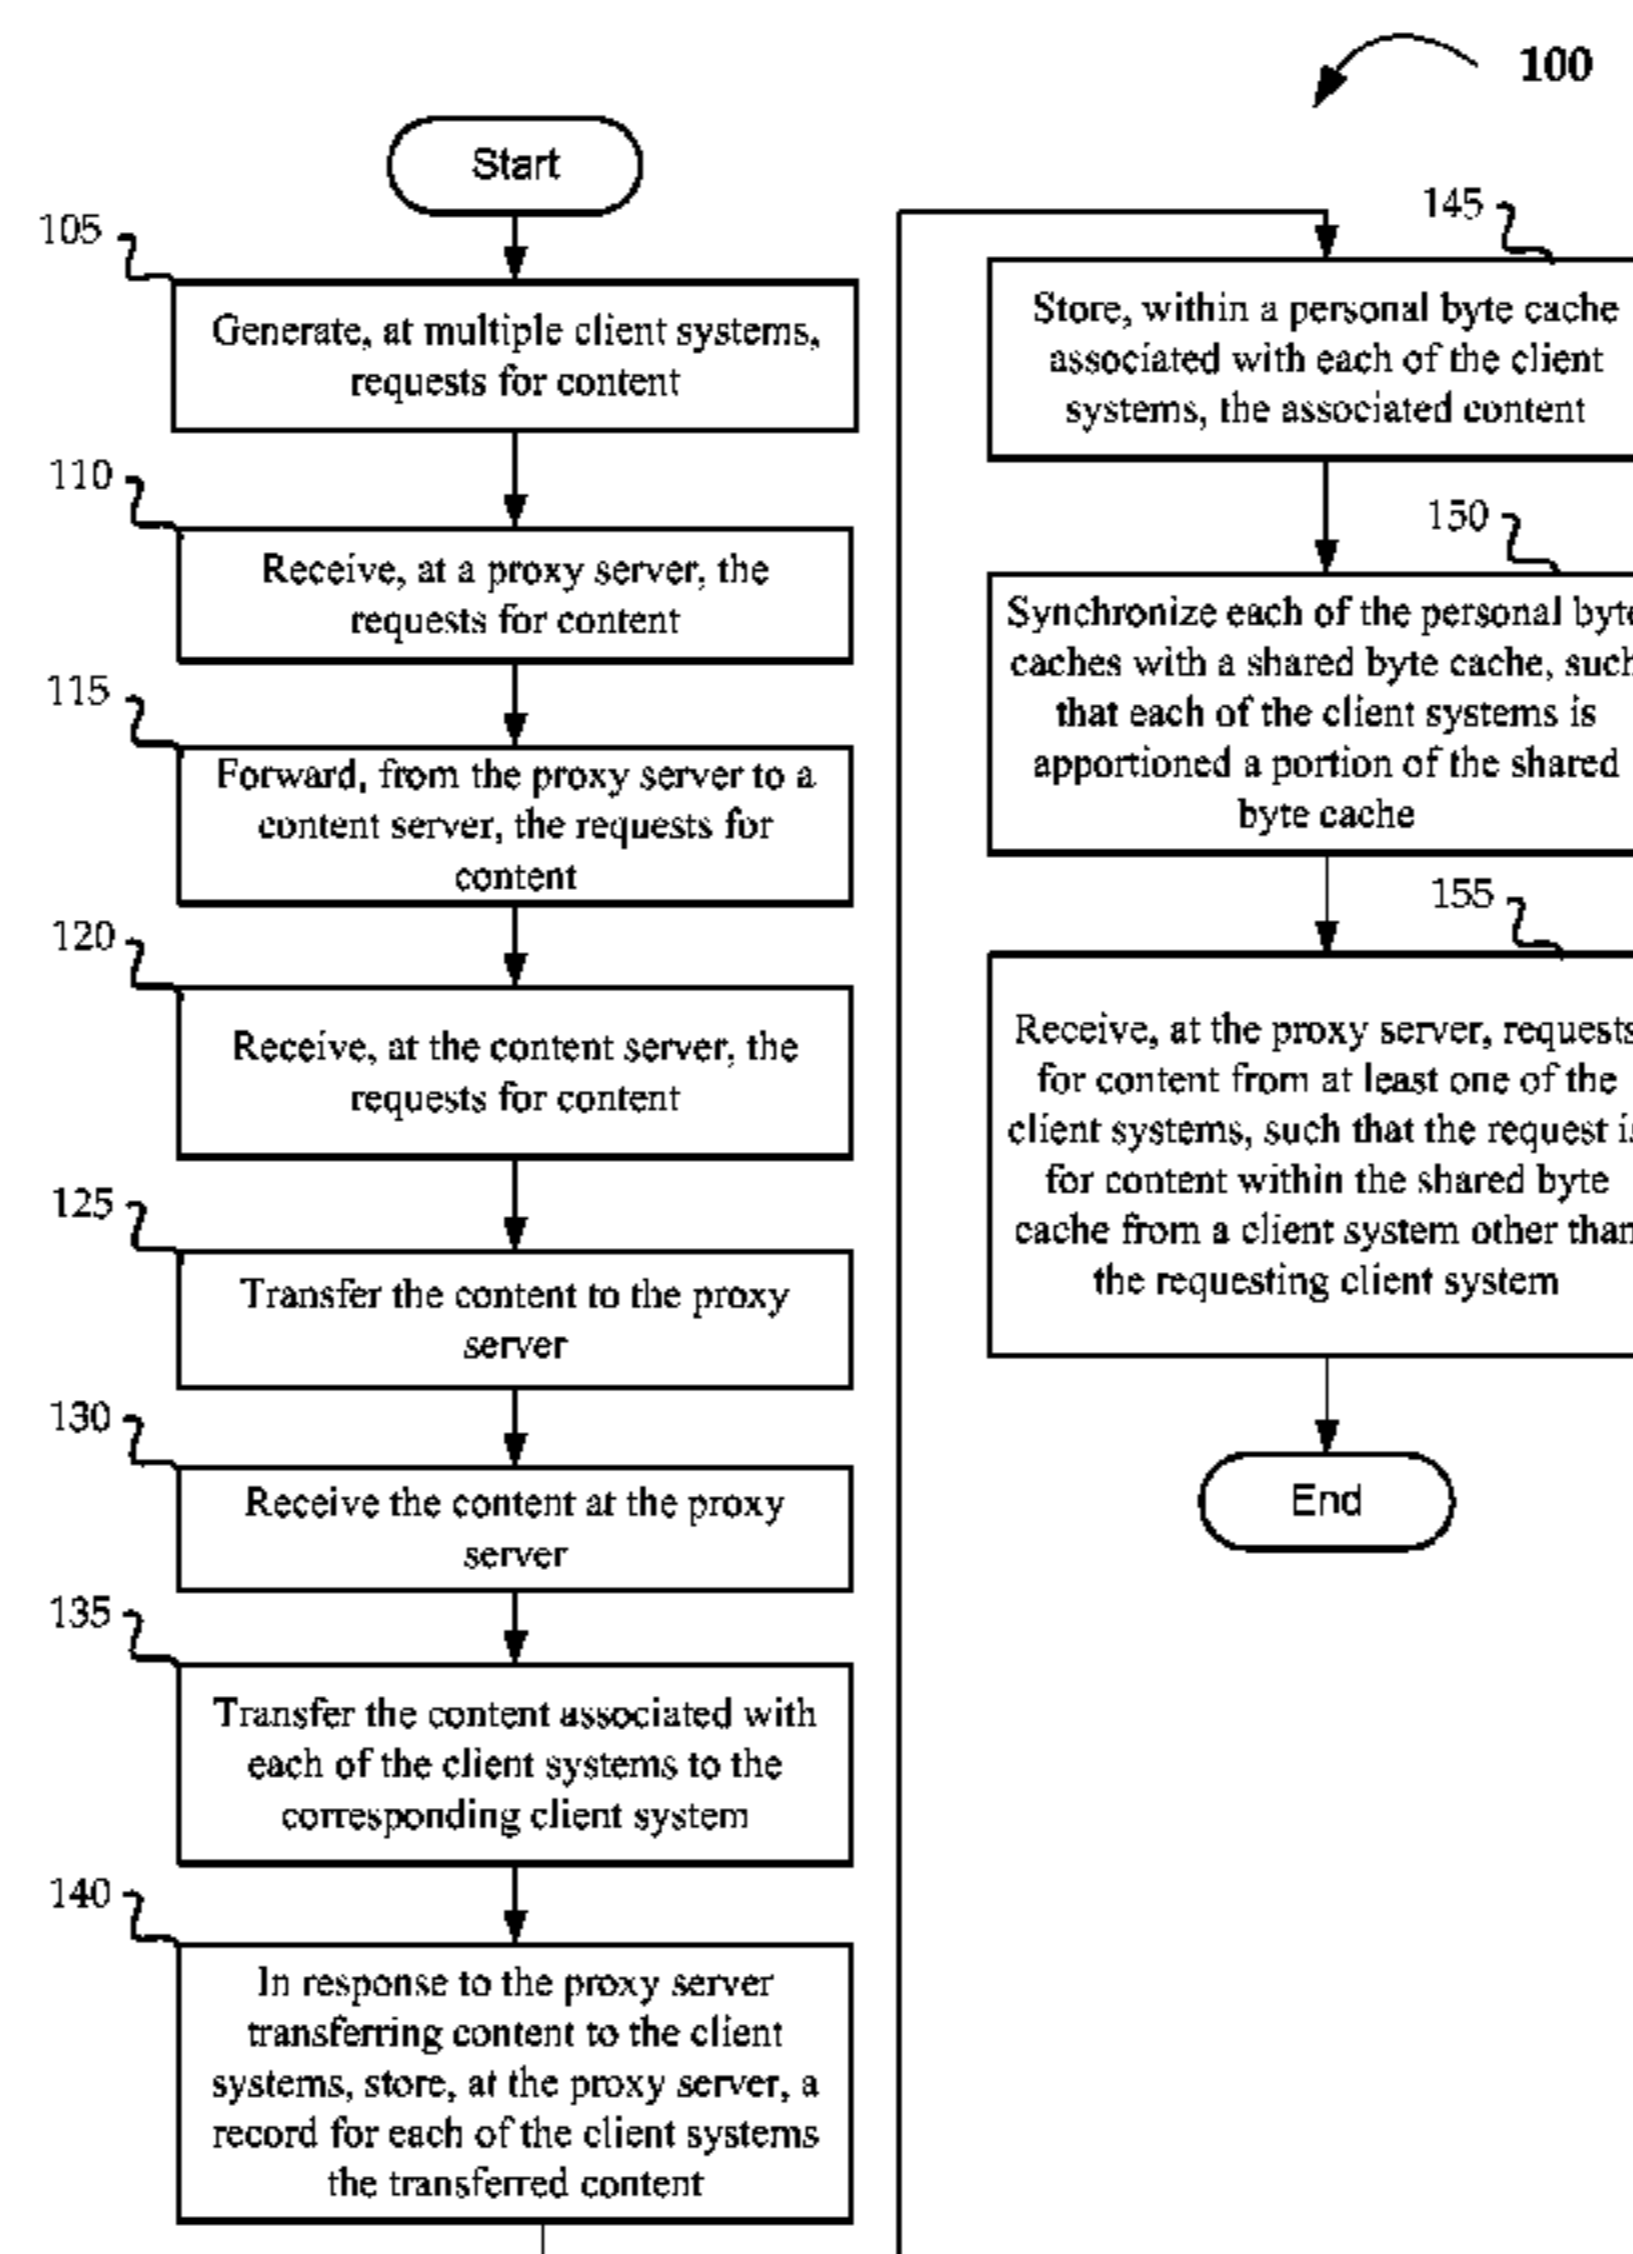 100
Start
105
Generate, at multiple client systems,
requests for content
110
Receive, at a proxy server, the
requests for content
115
Forward, from the proxy server to a
content server, the requests for
content
120
Receive, at the content server, the
requests for content
125
Transfer the content to the proxy
server
130
Receive the content at the proxy
server
135
Transfer the content associated with
each of the client systems to the
corresponding client system
140
In response to the proxy server
transferring content to the client
systems, store, at the proxy server, a
record for each of the client systems
the transferred content
145
Store, within a personal byte cache
associated with each of the client
systems, the associated content
150
Synchronize each of the personal byte
caches with a shared byte cache, such
that each of the client systems is
apportioned a portion of the shared
byte cache
155
Receive, at the proxy server, requests
for content from at least one of the
client systems, such that the request is
for content within the shared byte
cache from a client system other than
the requesting client system
End